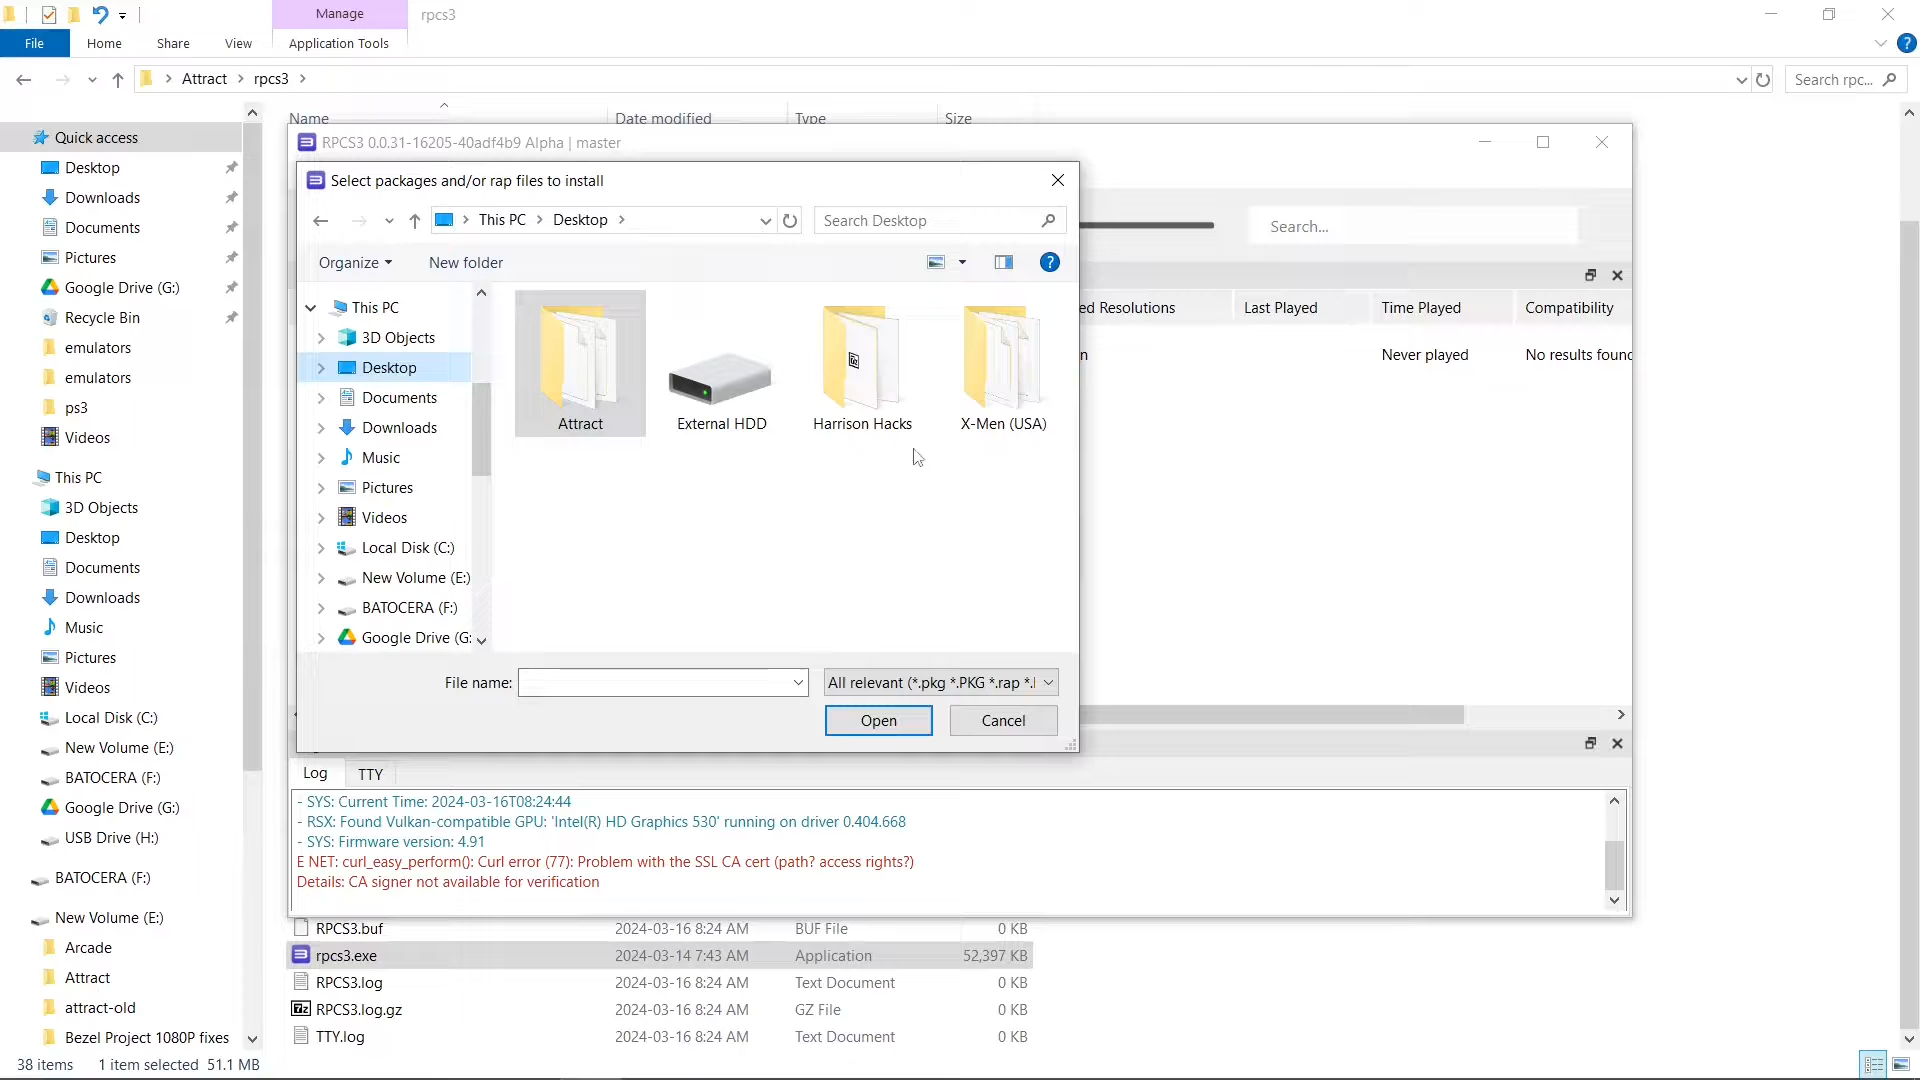 Manage
rpcs3
File
Home
Share
View
Application Tools
Attract
rpcs3
Search rpc...
Name
Date modified
Type
Size
Quick access
Desktop
Downloads
Documents
Pictures
Google Drive (G:)
Recycle Bin
emulators
emulators
ps3
Videos
This PC
3D Objects
Desktop
Documents
Downloads
Music
Pictures
Videos
Local Disk (C:)
New Volume (E:)
BATOCERA (F:)
Google Drive (G:)
USB Drive (H:)
BATOCERA (F:)
New Volume (E:)
Arcade
Attract
attract-old
Bezel Project 1080P fixes
RPCS3 0.0.31-16205-40adf4b9 Alpha | master
Search...
ed Resolutions
Last Played
Time Played
Compatibility
n
Never played
No results found
Select packages and/or rap files to install
This PC
Desktop
Search Desktop
Organize
New folder
This PC
3D Objects
Desktop
Documents
Downloads
Music
Pictures
Videos
Local Disk (C:)
New Volume (E:)
BATOCERA (F:)
Google Drive (G:
Attract
External HDD
Harrison Hacks
X-Men (USA)
File name:
All relevant (*.pkg *.PKG *.rap *.
Open
Cancel
Log
TTY
- SYS: Current Time: 2024-03-16T08:24:44
- RSX: Found Vulkan-compatible GPU: 'Intel(R) HD Graphics 530' running on driver 0.404.668
- SYS: Firmware version: 4.91
E NET: curl_easy_perform(): Curl error (77): Problem with the SSL CA cert (path? access rights?)
Details: CA signer not available for verification
RPCS3.buf 2024-03-16 8:24 AM BUF File 0 KB
rpcs3.exe 2024-03-14 7:43 AM Application 52,397 KB
RPCS3.log 2024-03-16 8:24 AM Text Document 0 KB
RPCS3.log.gz 2024-03-16 8:24 AM GZ File 0 KB
TTY.log 2024-03-16 8:24 AM Text Document 0 KB
38 items
1 item selected
51.1 MB